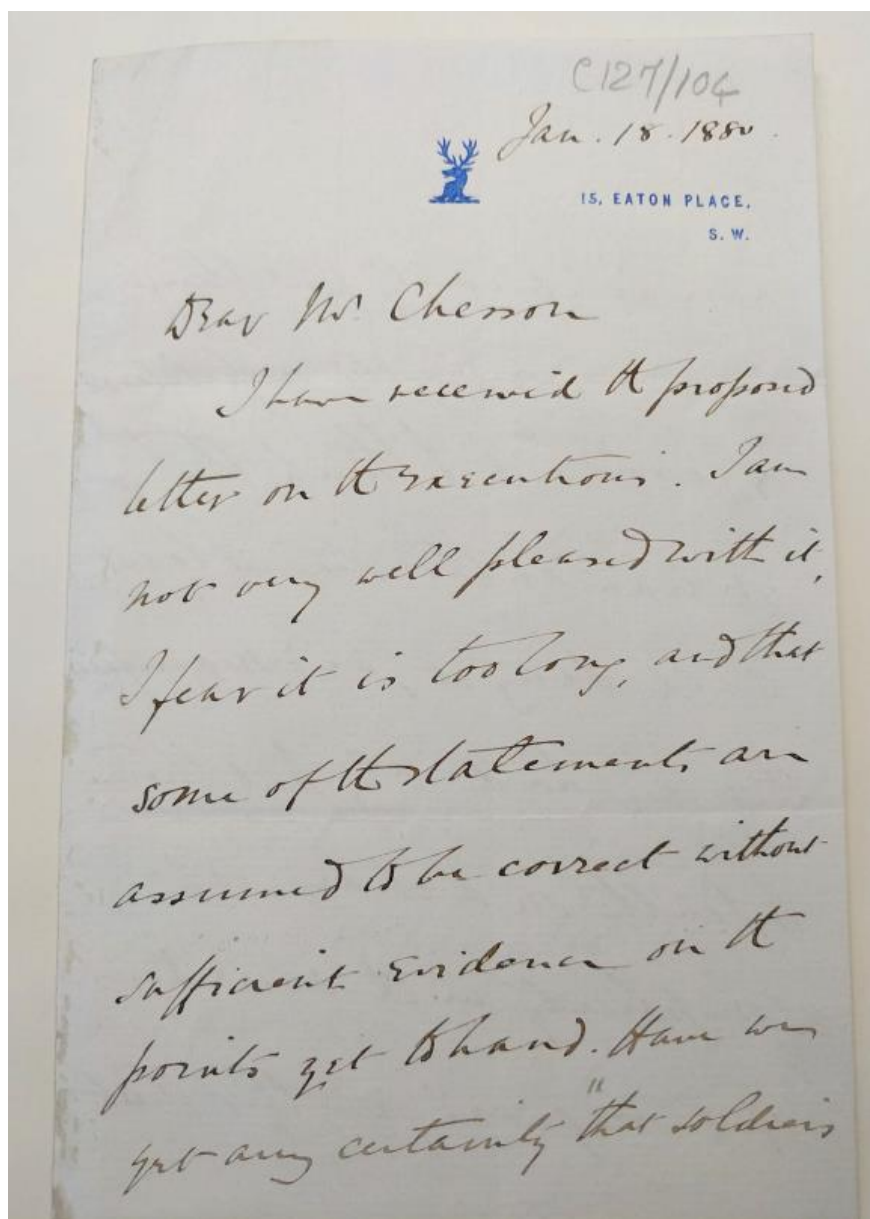 C127/104
Jan. 18. 1880.
15, EATON PLACE,
S. W.
Dear Mr. Chesson
I have received the proposed
letter on the Executions. I am
not very well pleased with it,
I fear it is too long, and that
some of the statements are
assumed to be correct without
sufficient evidence on the
points yet to hand. Have we
yet any certainty "that soldiers